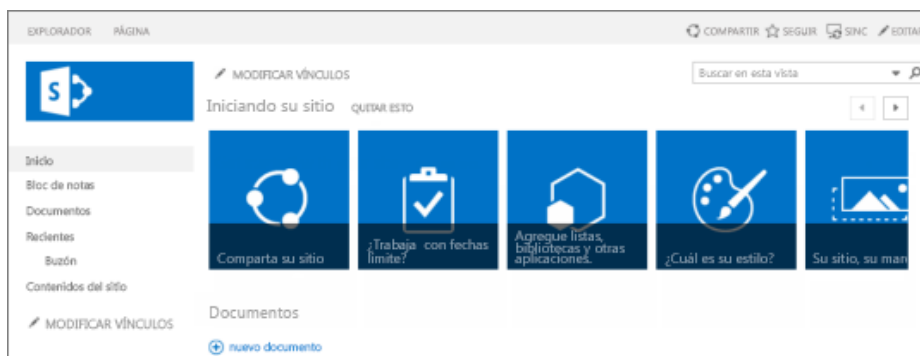 EXPLORADOR PÁGINA
COMPARTIR SEGUIR SINC EDITAR
S
MODIFICAR VÍNCULOS
Buscar en esta vista
Iniciando su sitio QUITAR ESTO
Inicio
Bloc de notas
Documentos
Recientes
Buzón
Contenidos del sitio
MODIFICAR VÍNCULOS
Comparta su sitio
¿Trabaja con fechas
límite?
Agregue listas,
bibliotecas y otras
aplicaciones.
¿Cuál es su estilo?
Su sitio, su mar
Documentos
nuevo documento